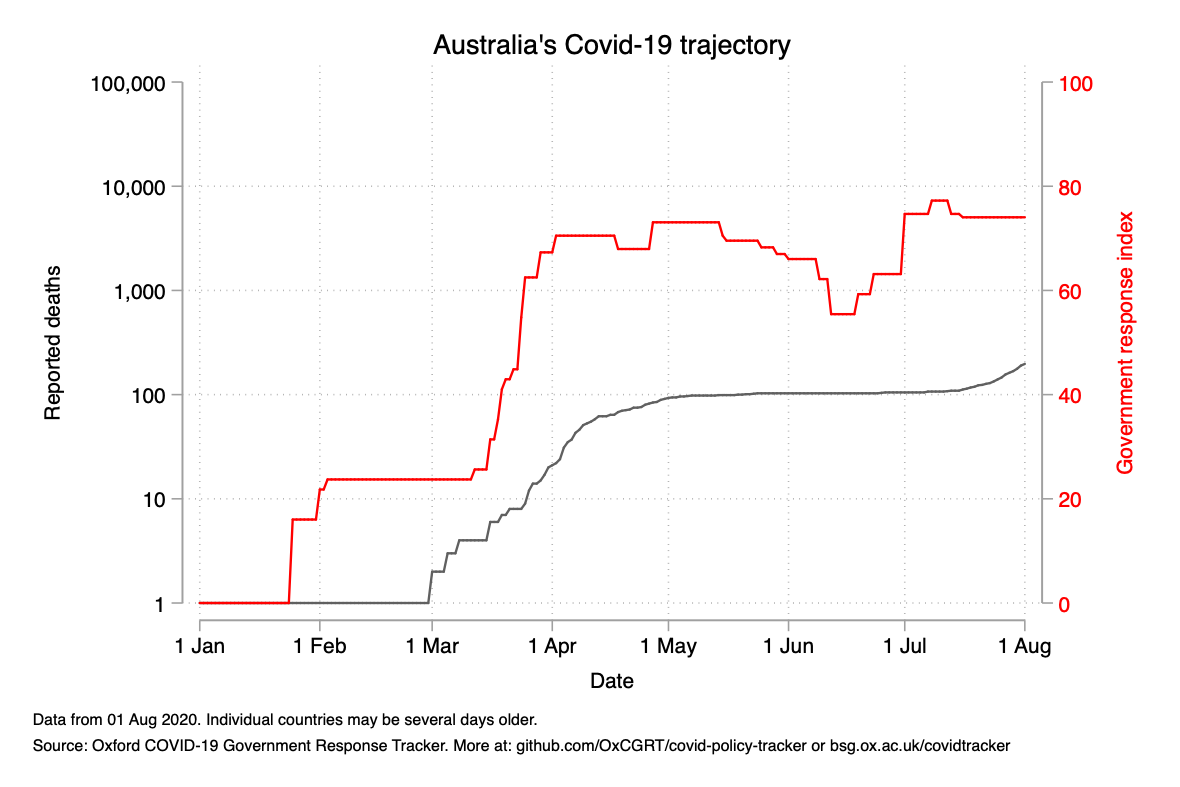 Australia's Covid-19 trajectory
100,000
10,000
1,000
100
10
1
Reported deaths
100
80
60
40
20
0
Government response index
1 Jan 1 Feb 1 Mar 1 Apr 1 May 1 Jun 1 Jul 1 Aug
Date
Data from 01 Aug 2020. Individual countries may be several days older.
Source: Oxford COVID-19 Government Response Tracker. More at: github.com/OxCGRT/covid-policy-tracker or bsg.ox.ac.uk/covidtracker